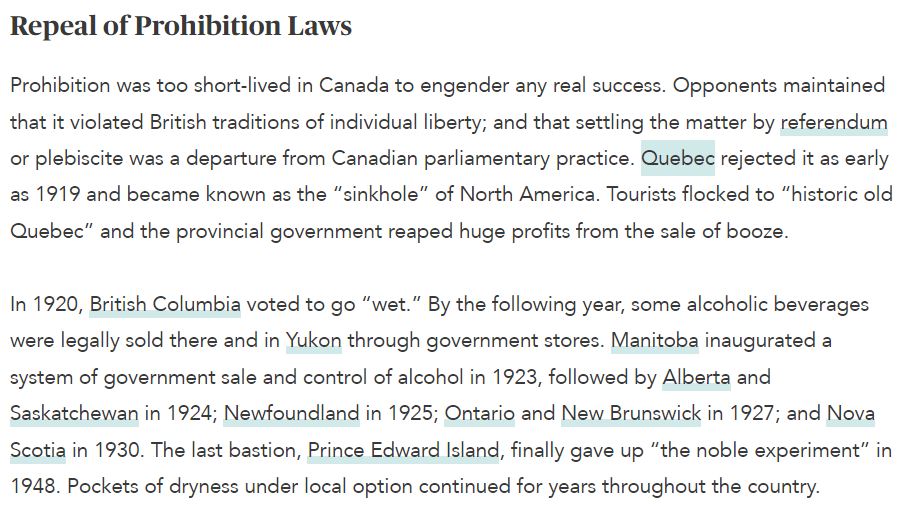 Repeal of Prohibition Laws
Prohibition was too short-lived in Canada to engender any real success. Opponents maintained
that it violated British traditions of individual liberty; and that settling the matter by referendum
or plebiscite was a departure from Canadian parliamentary practice. Quebec rejected it as early
as 1919 and became known as the “sinkhole” of North America. Tourists flocked to “historic old
Quebec” and the provincial government reaped huge profits from the sale of booze.
In 1920, British Columbia voted to go “wet.” By the following year, some alcoholic beverages
were legally sold there and in Yukon through government stores. Manitoba inaugurated a
system of government sale and control of alcohol in 1923, followed by Alberta and
Saskatchewan in 1924; Newfoundland in 1925; Ontario and New Brunswick in 1927; and Nova
Scotia in 1930. The last bastion, Prince Edward Island, finally gave up “the noble experiment” in
1948. Pockets of dryness under local option continued for years throughout the country.